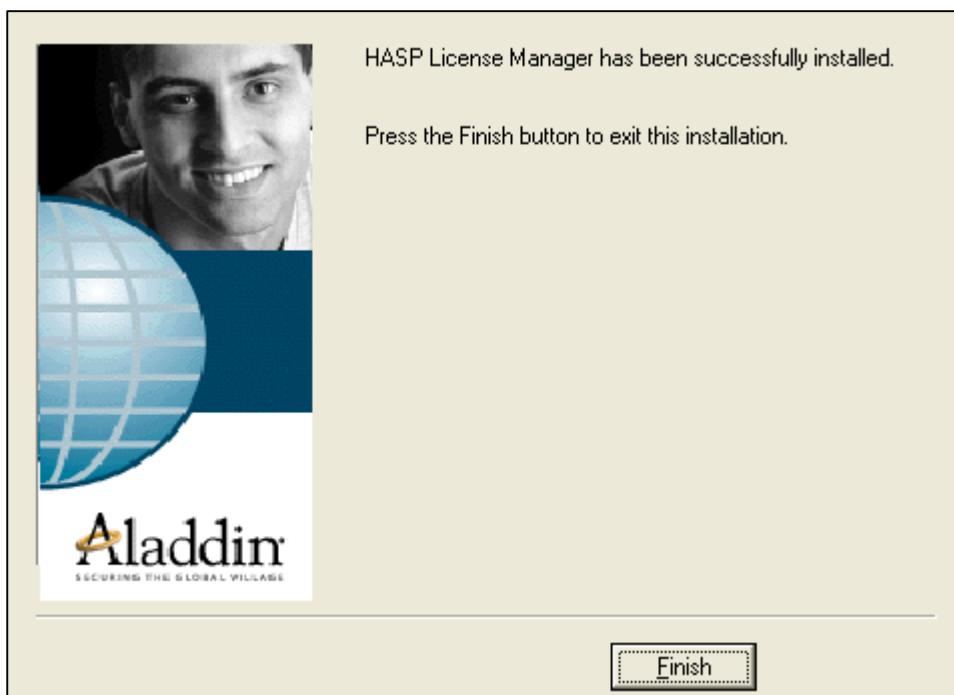 HASP License Manager has been successfully installed.
Press the Finish button to exit this installation.
Aladdin
SECURING THE GLOBAL VILLAGE
Finish